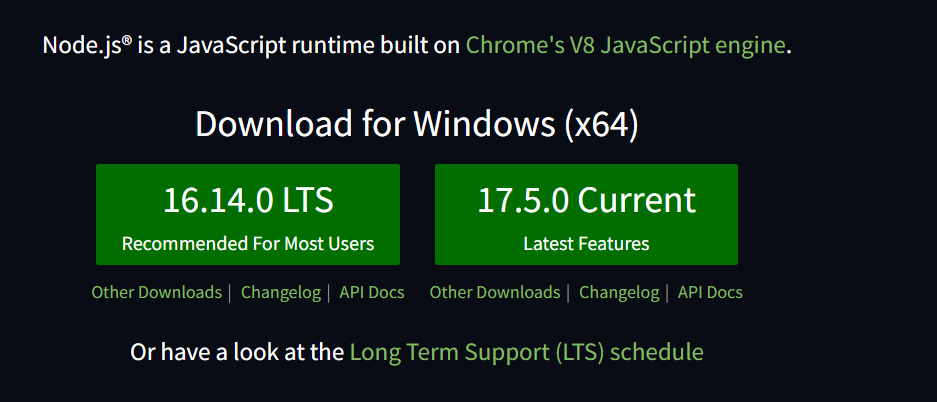 Node.js® is a JavaScript runtime built on Chrome's V8 JavaScript engine.
Download for Windows (x64)
16.14.0 LTS
Recommended For Most Users
17.5.0 Current
Latest Features
Other Downloads | Changelog | API Docs
Other Downloads | Changelog | API Docs
Or have a look at the Long Term Support (LTS) schedule